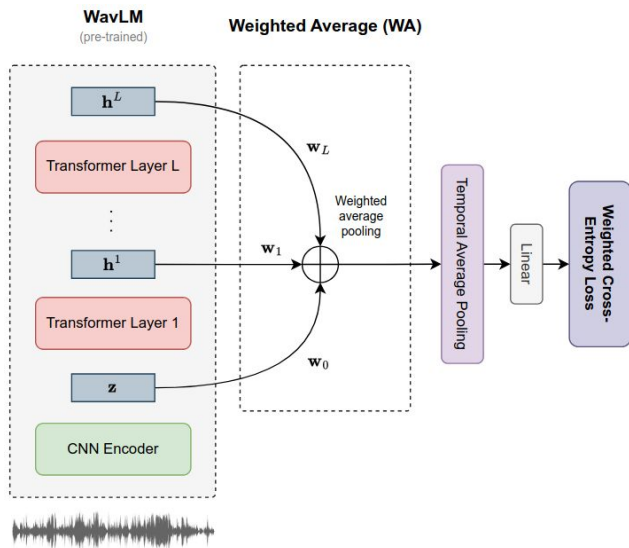 WavLM
(pre-trained)
Weighted Average (WA)
h^L
Transformer Layer L
w_L
Weighted
average
pooling
h^1
w_1
Transformer Layer 1
w_0
z
CNN Encoder
Temporal Average Pooling
Linear
Weighted Cross-
Entropy Loss